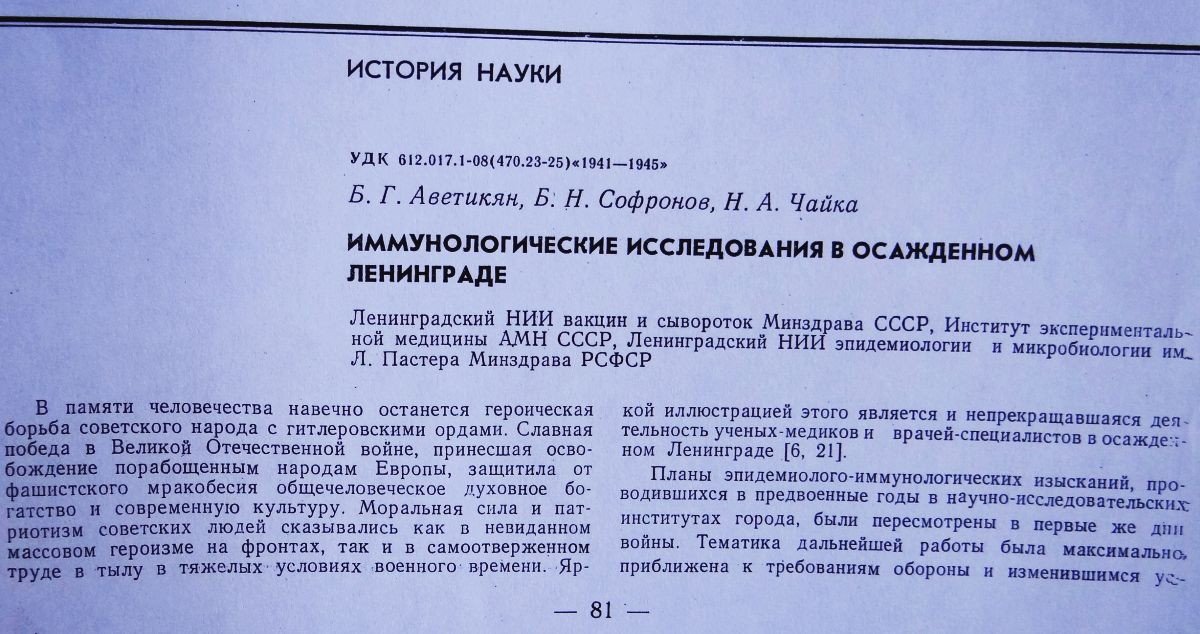 ИСТОРИЯ НАУКИ
УДК 612.017.1-08(470.23-25)«1941—1945»
Б. Г. Аветикян, Б. Н. Софронов, Н. А. Чайка
ИММУНОЛОГИЧЕСКИЕ ИССЛЕДОВАНИЯ В ОСАЖДЕННОМ
ЛЕНИНГРАДЕ
Ленинградский НИИ вакцин и сывороток Минздрава СССР, Институт эксперименталь-
ной медицины АМН СССР, Ленинградский НИИ эпидемиологии и микробиологии им.
Л. Пастера Минздрава РСФСР
В памяти человечества навечно останется героическая
борьба советского народа с гитлеровскими ордами. Славная
победа в Великой Отечественной войне, принесшая осво-
бождение порабощенным народам Европы, защитила от
фашистского мракобесия общечеловеческое духовное бо-
гатство и современную культуру. Моральная сила и пат-
риотизм советских людей сказывались как в невиданном
массовом героизме на фронтах, так и в самоотверженном
труде в тылу в тяжелых условиях военного времени. Яр-
кой иллюстрацией этого является и непрекращавшаяся дея-
тельность ученых-медиков и врачей-специалистов в осажден-
ном Ленинграде [6, 21].
Планы эпидемиолого-иммунологических изысканий, про-
водившихся в предвоенные годы в научно-исследовательских
институтах города, были пересмотрены в первые же дни
войны. Тематика дальнейшей работы была максимально
приближена к требованиям обороны и изменившимся ус-
— 81 —